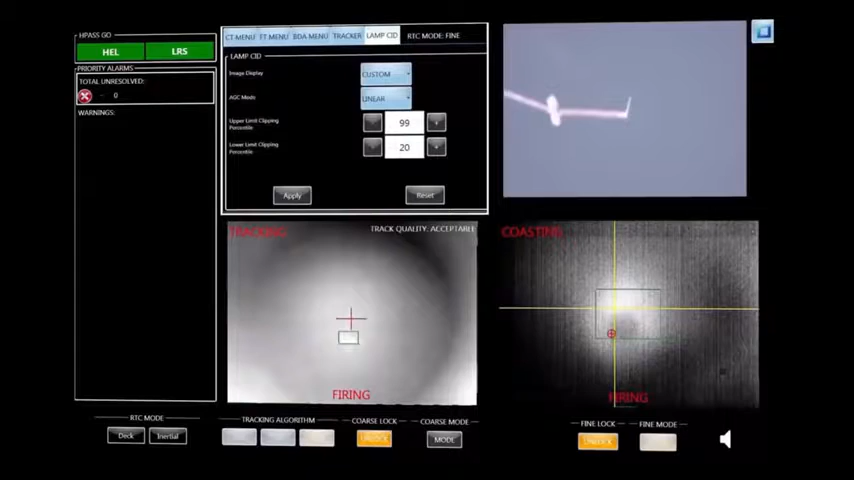 HPASS GO
HEL
LRS
PRIORITY ALARMS
TOTAL UNRESOLVED:
- 0
WARNINGS:
CT MENU
FT MENU
BDA MENU
TRACKER
LAMP CID
RTC MODE: FINE
LAMP CID
Image Display
CUSTOM
AGC Mode
LINEAR
Upper Limit Clipping
Percentile
99
+
Lower Limit Clipping
Percentile
20
+
Apply
Reset
TRACKING
TRACK QUALITY: ACCEPTABLE
FIRING
COASTING
FIRING
RTC MODE
Deck
Inertial
TRACKING ALGORITHM
COARSE LOCK
UNLOCK
COARSE MODE
MODE
FINE LOCK
UNLOCK
FINE MODE